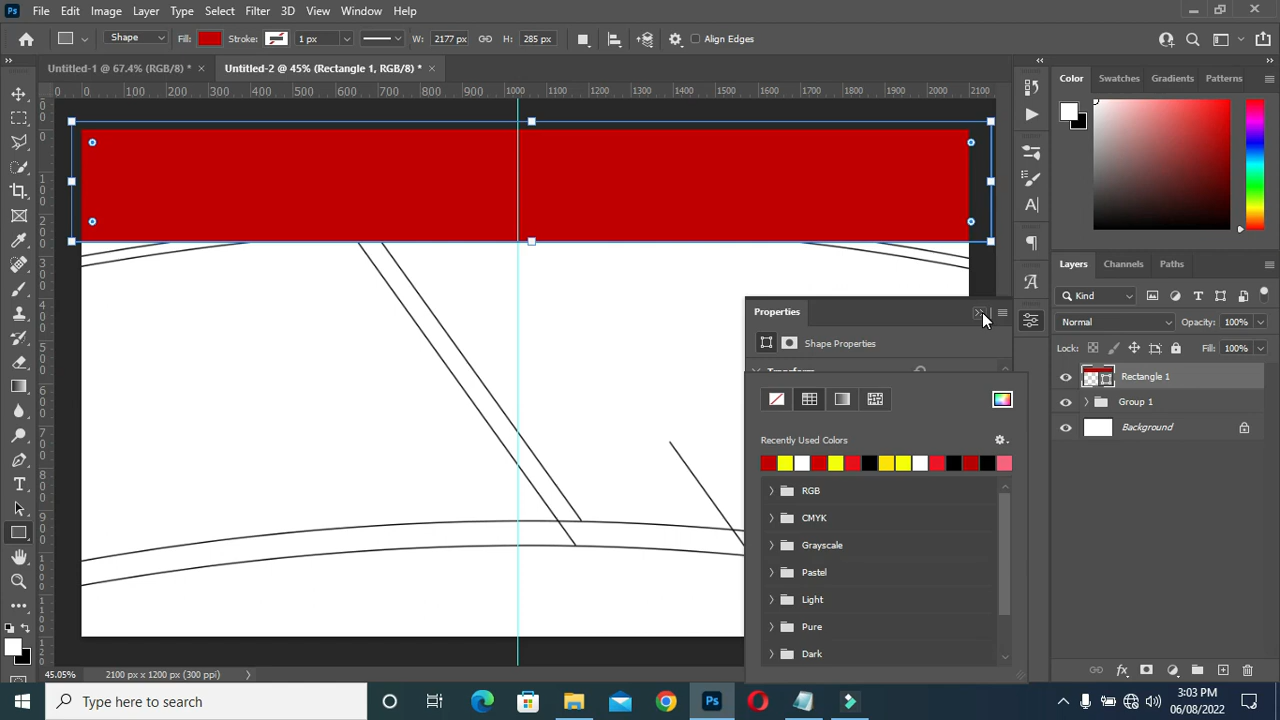 Ps File Edit Image Layer Type Select Filter 3D View Window Help
Shape Fill: Stroke: 1 px W: 2177 px H: 285 px Align Edges
Untitled-1 @ 67.4% (RGB/8) * × Untitled-2 @ 45% (Rectangle 1, RGB/8) * ×
0 0 100 200 300 400 500 600 700 800 900 1000 1100 1200 1300 1400 1500 1600 1700 1800 1900 2000 2100
Color Swatches Gradients Patterns
Layers Channels Paths
Kind
Normal Opacity: 100%
Lock: Fill: 100%
Rectangle 1
Group 1
Background
Properties
Shape Properties
Transform
Recently Used Colors
RGB
CMYK
Grayscale
Pastel
Light
Pure
Dark
45.05% 2100 px x 1200 px (300 ppi)
Type here to search
Ps
3:03 PM
06/08/2022